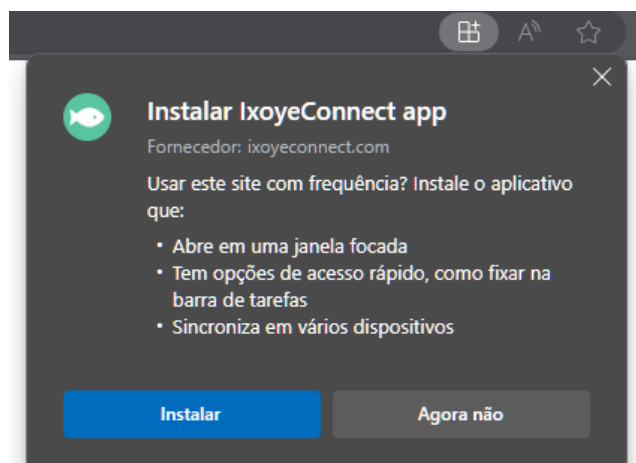 Instalar IxoyeConnect app
Fornecedor: ixoyeconnect.com
Usar este site com frequência? Instale o aplicativo
que:
• Abre em uma janela focada
• Tem opções de acesso rápido, como fixar na
barra de tarefas
• Sincroniza em vários dispositivos
Instalar
Agora não